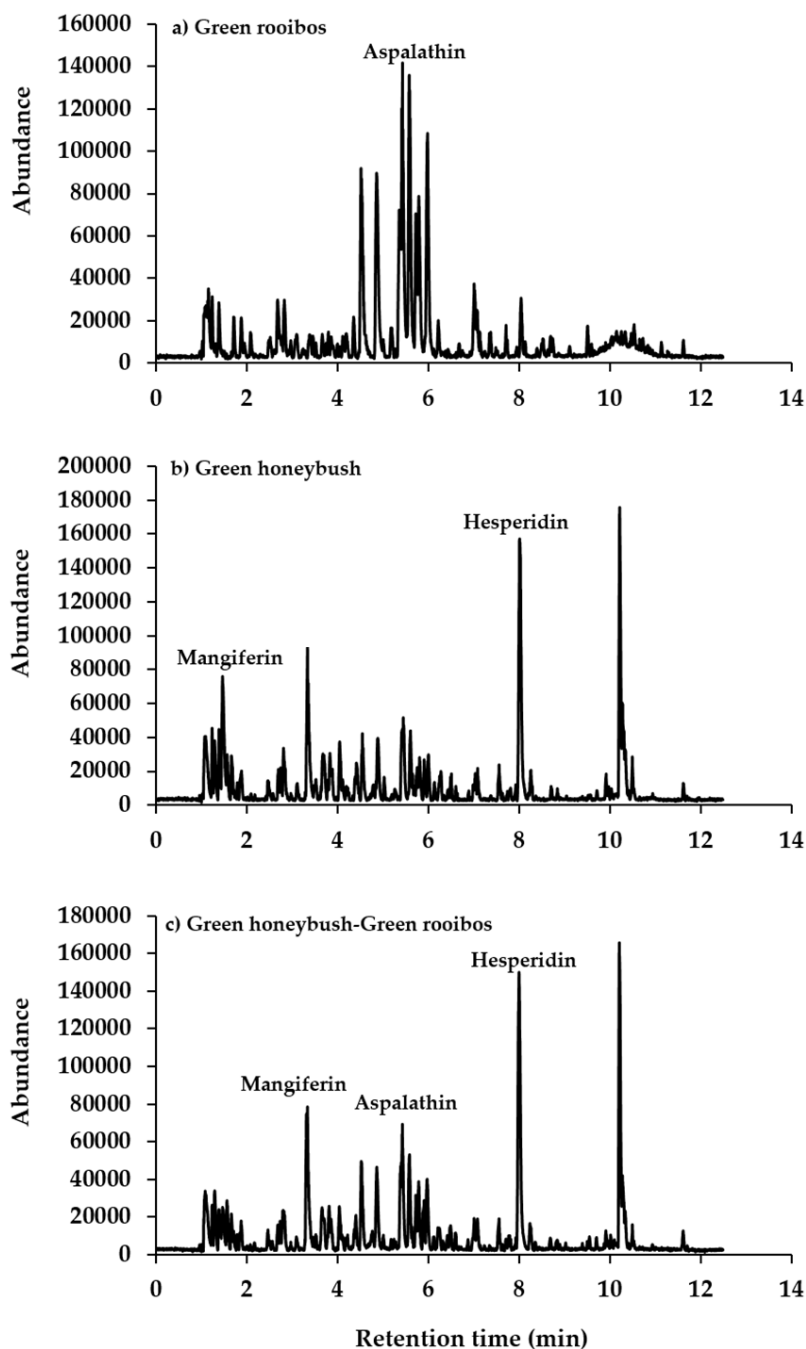 a) Green rooibos
Aspalathin
Abundance
160000
140000
120000
100000
80000
60000
40000
20000
0
0 2 4 6 8 10 12 14
b) Green honeybush
Hesperidin
Mangiferin
Abundance
200000
180000
160000
140000
120000
100000
80000
60000
40000
20000
0
0 2 4 6 8 10 12 14
c) Green honeybush-Green rooibos
Hesperidin
Mangiferin
Aspalathin
Abundance
180000
160000
140000
120000
100000
80000
60000
40000
20000
0
0 2 4 6 8 10 12 14
Retention time (min)